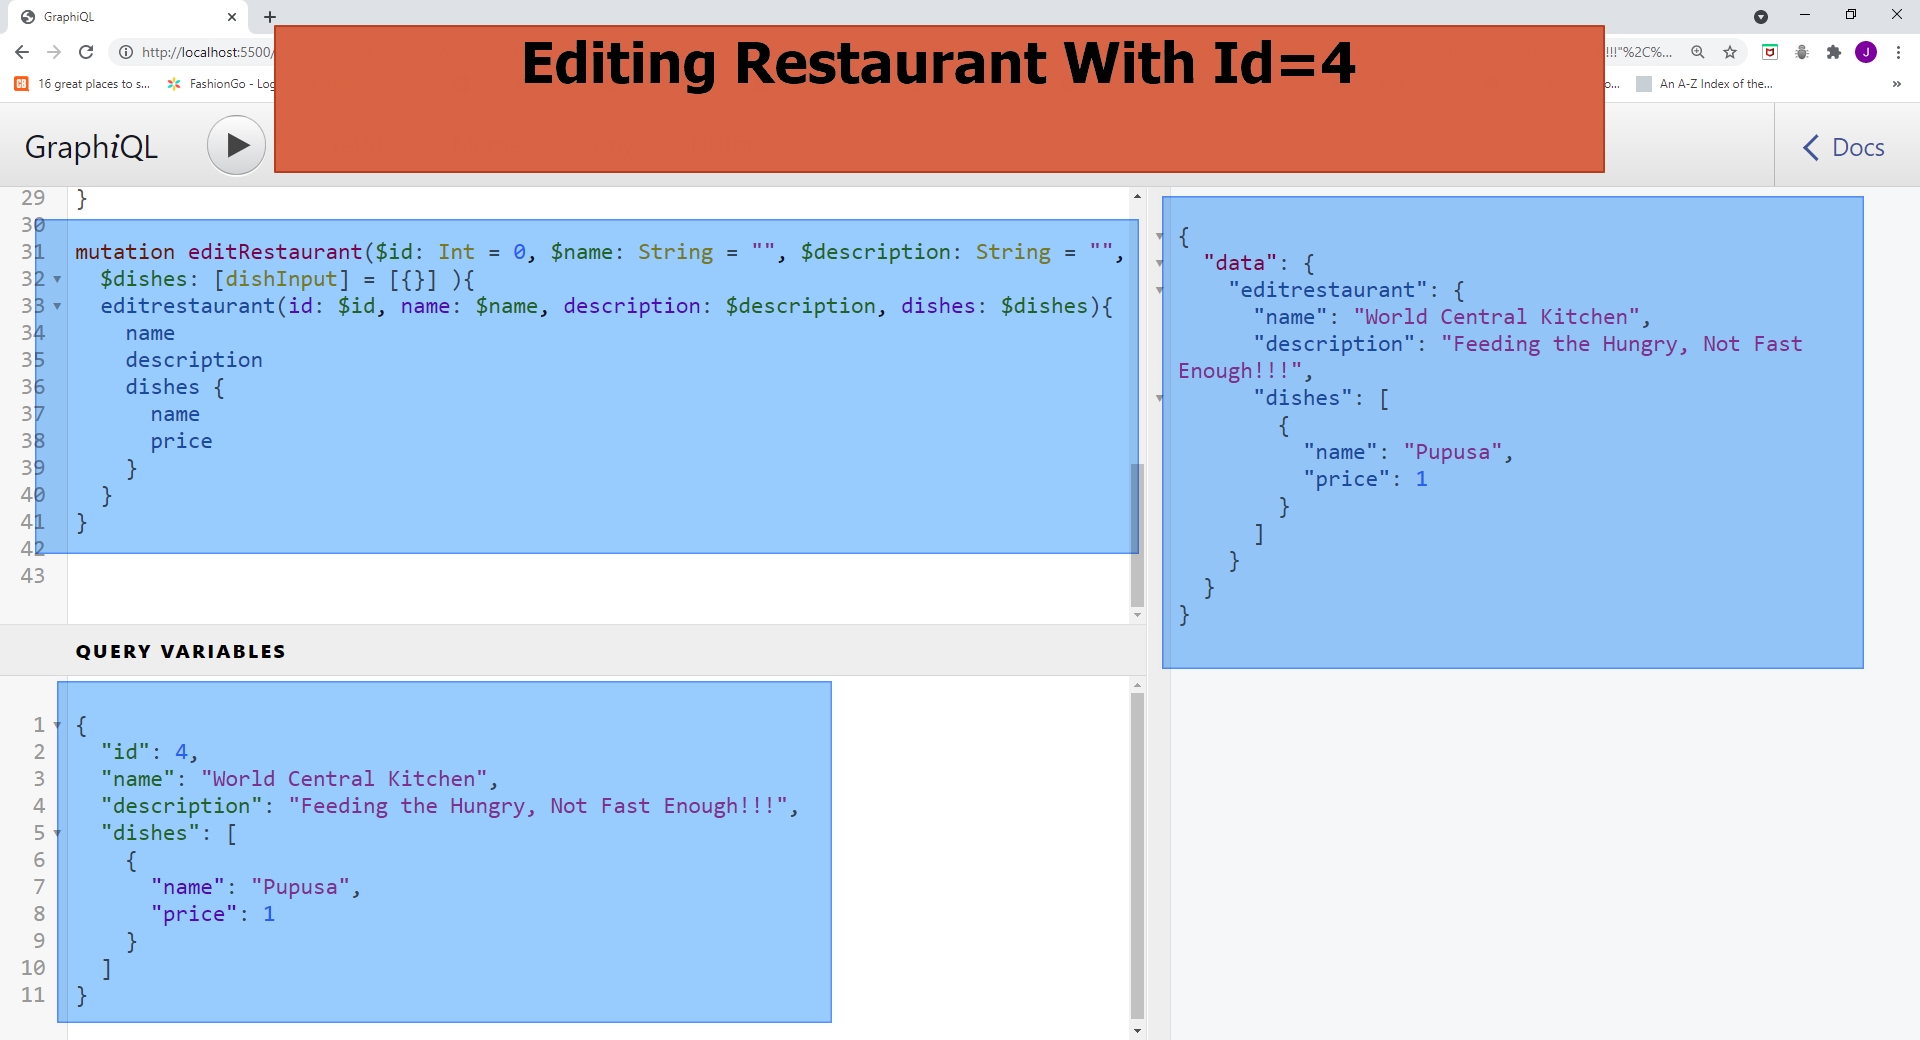 GraphiQL
Editing Restaurant With Id=4
http://localhost:5500/
!!!"%2C%...
J
16 great places to s...
FashionGo - Log
o...
An A-Z Index of the...
»
GraphiQL
Docs
29 }
30
31 mutation editRestaurant($id: Int = 0, $name: String = "", $description: String = "",
32 $dishes: [dishInput] = [{}] ){
33 editrestaurant(id: $id, name: $name, description: $description, dishes: $dishes){
34 name
35 description
36 dishes {
37 name
38 price
39 }
40 }
41 }
42
43
QUERY VARIABLES
1 {
2 "id": 4,
3 "name": "World Central Kitchen",
4 "description": "Feeding the Hungry, Not Fast Enough!!!",
5 "dishes": [
6 {
7 "name": "Pupusa",
8 "price": 1
9 }
10 ]
11 }
{
"data": {
"editrestaurant": {
"name": "World Central Kitchen",
"description": "Feeding the Hungry, Not Fast
Enough!!!",
"dishes": [
{
"name": "Pupusa",
"price": 1
}
]
}
}
}